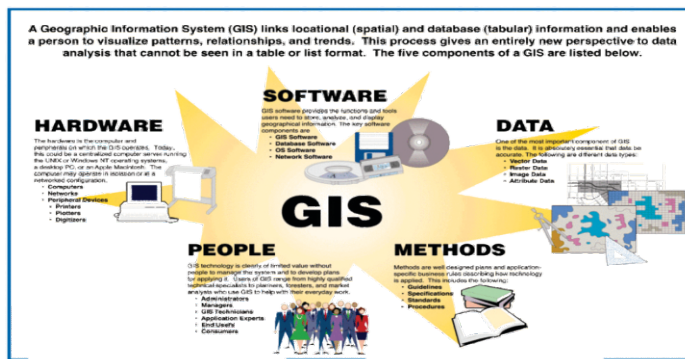 A Geographic Information System (GIS) links locational (spatial) and database (tabular) information and enables
a person to visualize patterns, relationships, and trends. This process gives an entirely new perspective to data
analysis that cannot be seen in a table or list format. The five components of a GIS are listed below.
SOFTWARE
GIS software provides the functions and tools
users need to store, analyze, and display
geographical information. The key software
components are
• GIS Software
• Database Software
• OS Software
• Network Software
HARDWARE
The hardware is the computer and
peripherals on which the GIS operates. Today,
this could be a centralized computer server running
the UNIX or Windows NT operating systems,
a desktop PC, or an Apple Macintosh. The
computer may operate in isolation or in a
networked configuration.
• Computers
• Networks
• Peripheral Devices
• Printers
• Plotters
• Digitizers
DATA
One of the most important component of GIS
is the data. It is absolutely essential that data be
accurate. The following are different data types:
• Vector Data
• Raster Data
• Image Data
• Attribute Data
GIS
PEOPLE
GIS technology is clearly of limited value without
people to manage the system and to develop plans
for applying it. Users of GIS range from highly qualified
technical specialists to planners, foresters, and market
analysts who use GIS to help with their everyday work.
• Administrators
• Managers
• GIS Technicians
• Application Experts
• End Users
• Consumers
METHODS
Methods are well designed plans and application-
specific business rules describing how technology
is applied. This includes the following:
• Guidelines
• Specifications
• Standards
• Procedures